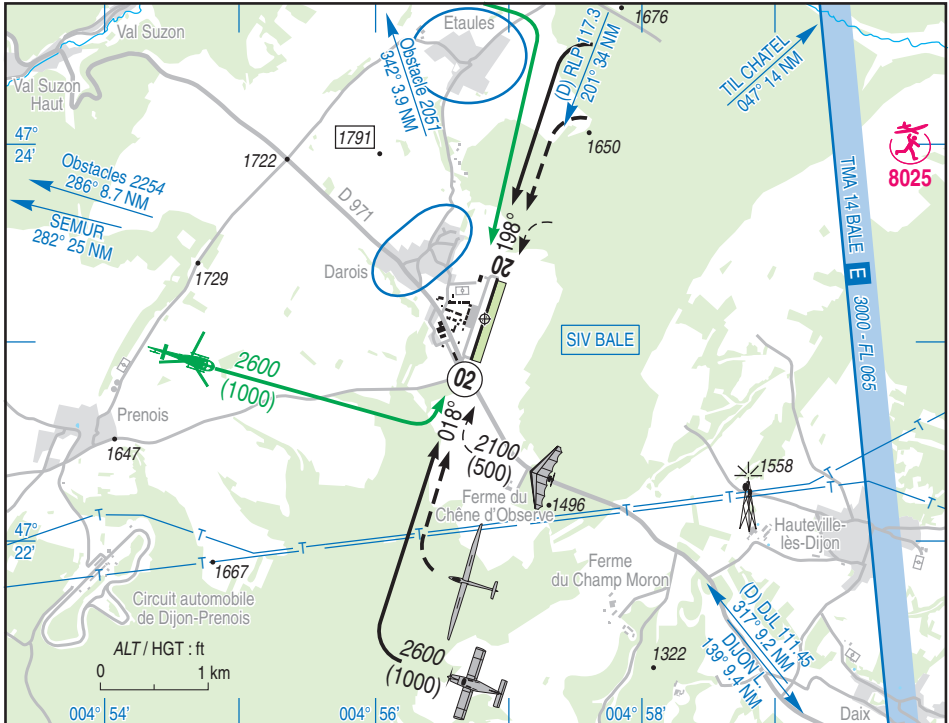 Etaules
1676
Val Suzon
Val Suzon
Haut
Obstacle 2051
342° 3.9 NM
(D) RLP 117.3
201° 34 NM
TIL CHATEL
047° 14 NM
47°
24'
1791
1722
1650
8025
Obstacles 2254
286° 8.7 NM
SEMUR
282° 25 NM
D 971
TMA 14 BALE E 3000 - FL 065
198°
20
Darois
1729
SIV BALE
2600
(1000)
02
018°
Prenois
1647
2100
(500)
1558
Ferme du
Chêne d'Observe
1496
T
T
T
T
T
T
T
T
Hauteville-
lès-Dijon
47°
22'
1667
Ferme
du Champ Moron
Circuit automobile
de Dijon-Prenois
(D) DJL 111.45
317° 9.2 NM
DIJON L.
139° 9.4 NM
ALT / HGT : ft
0 1 km
2600
(1000)
1322
004° 54'
004° 56'
004° 58'
Daix